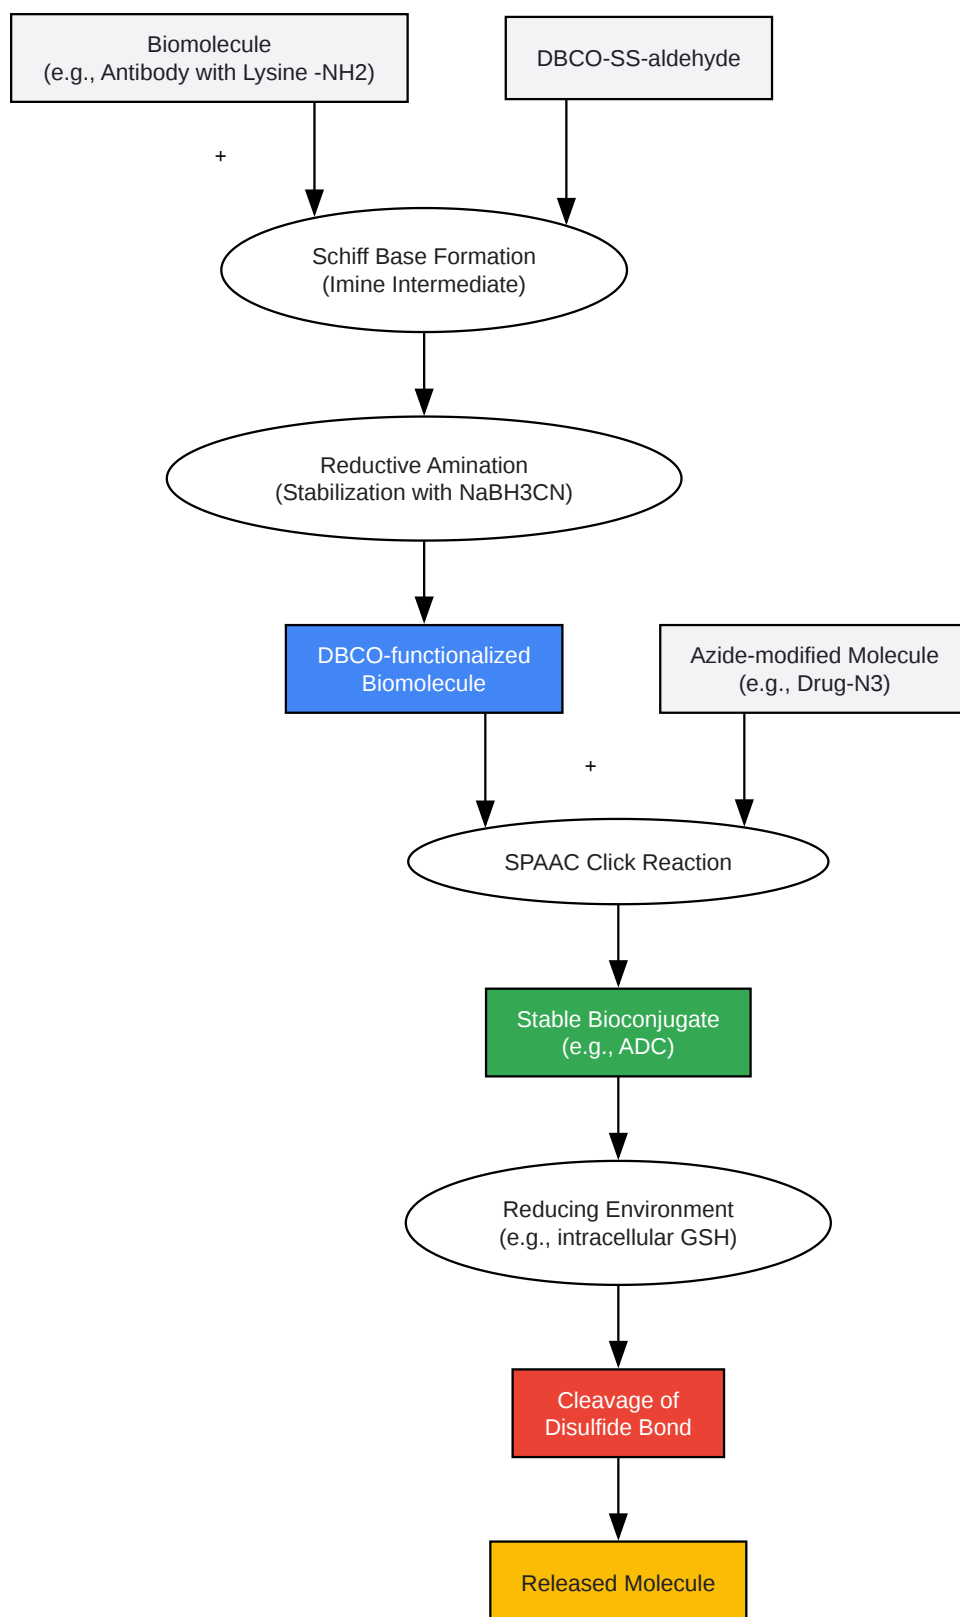 Biomolecule
(e.g., Antibody with Lysine -NH2)
DBCO-SS-aldehyde
+
Schiff Base Formation
(Imine Intermediate)
Reductive Amination
(Stabilization with NaBH3CN)
DBCO-functionalized
Biomolecule
Azide-modified Molecule
(e.g., Drug-N3)
+
SPAAC Click Reaction
Stable Bioconjugate
(e.g., ADC)
Reducing Environment
(e.g., intracellular GSH)
Cleavage of
Disulfide Bond
Released Molecule